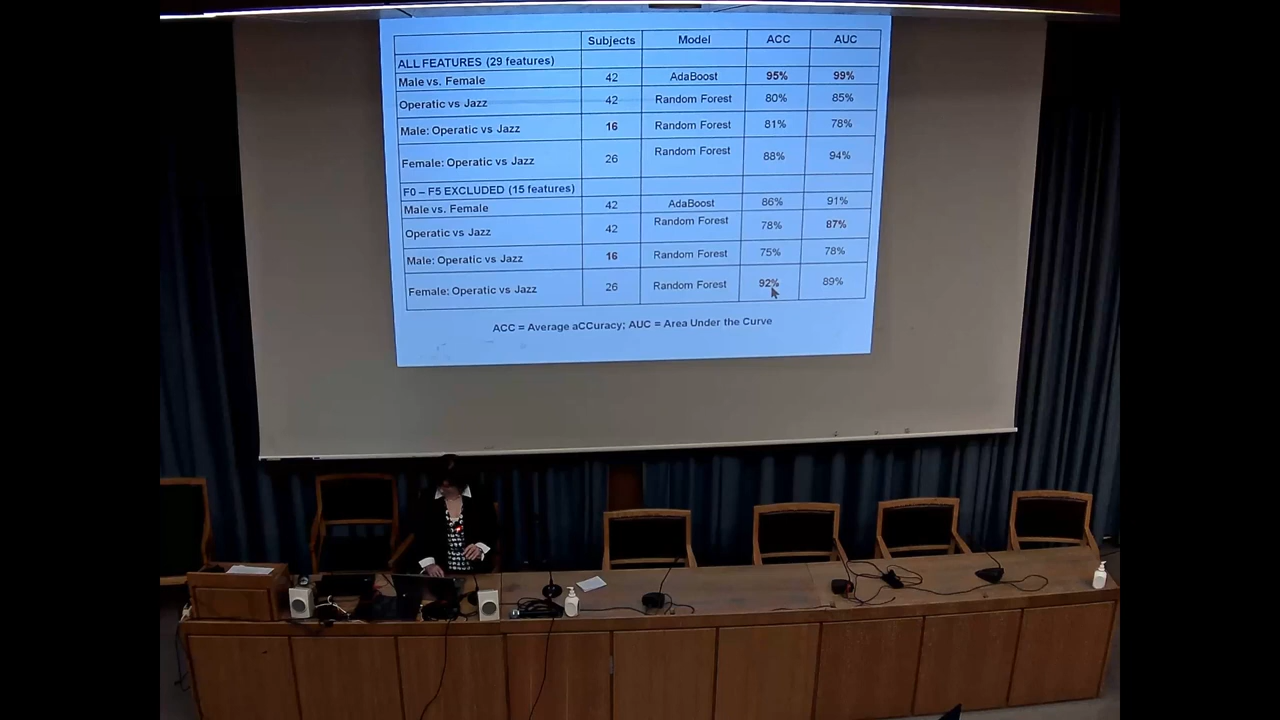 Subjects Model ACC AUC
ALL FEATURES (29 features)
Male vs. Female 42 AdaBoost 95% 99%
Operatic vs Jazz 42 Random Forest 80% 85%
Male: Operatic vs Jazz 16 Random Forest 81% 78%
Female: Operatic vs Jazz 26 Random Forest 88% 94%
F0 – F5 EXCLUDED (15 features)
Male vs. Female 42 AdaBoost 86% 91%
Operatic vs Jazz 42 Random Forest 78% 87%
Male: Operatic vs Jazz 16 Random Forest 75% 78%
Female: Operatic vs Jazz 26 Random Forest 92% 89%
ACC = Average aCCuracy; AUC = Area Under the Curve